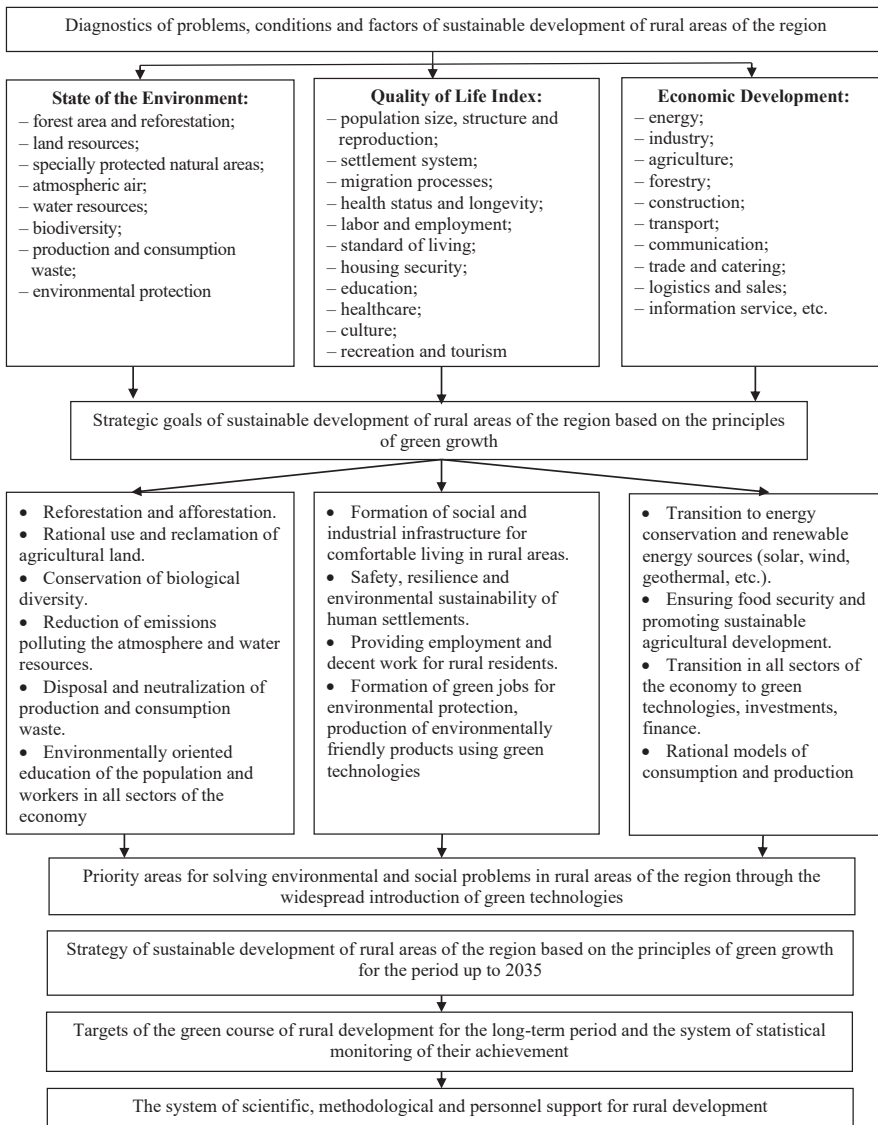 Diagnostics of problems, conditions and factors of sustainable development of rural areas of the region
State of the Environment:
– forest area and reforestation;
– land resources;
– specially protected natural areas;
– atmospheric air;
– water resources;
– biodiversity;
– production and consumption
waste;
– environmental protection
Quality of Life Index:
– population size, structure and
reproduction;
– settlement system;
– migration processes;
– health status and longevity;
– labor and employment;
– standard of living;
– housing security;
– education;
– healthcare;
– culture;
– recreation and tourism
Economic Development:
– energy;
– industry;
– agriculture;
– forestry;
– construction;
– transport;
– communication;
– trade and catering;
– logistics and sales;
– information service, etc.
Strategic goals of sustainable development of rural areas of the region based on the principles
of green growth
• Reforestation and afforestation.
• Rational use and reclamation of
agricultural land.
• Conservation of biological
diversity.
• Reduction of emissions
polluting the atmosphere and water
resources.
• Disposal and neutralization of
production and consumption
waste.
• Environmentally oriented
education of the population and
workers in all sectors of the
economy
• Formation of social and
industrial infrastructure for
comfortable living in rural areas.
• Safety, resilience and
environmental sustainability of
human settlements.
• Providing employment and
decent work for rural residents.
• Formation of green jobs for
environmental protection,
production of environmentally
friendly products using green
technologies
• Transition to energy
conservation and renewable
energy sources (solar, wind,
geothermal, etc.).
• Ensuring food security and
promoting sustainable
agricultural development.
• Transition in all sectors of
the economy to green
technologies, investments,
finance.
• Rational models of
consumption and production
Priority areas for solving environmental and social problems in rural areas of the region through the
widespread introduction of green technologies
Strategy of sustainable development of rural areas of the region based on the principles of green growth
for the period up to 2035
Targets of the green course of rural development for the long-term period and the system of statistical
monitoring of their achievement
The system of scientific, methodological and personnel support for rural development